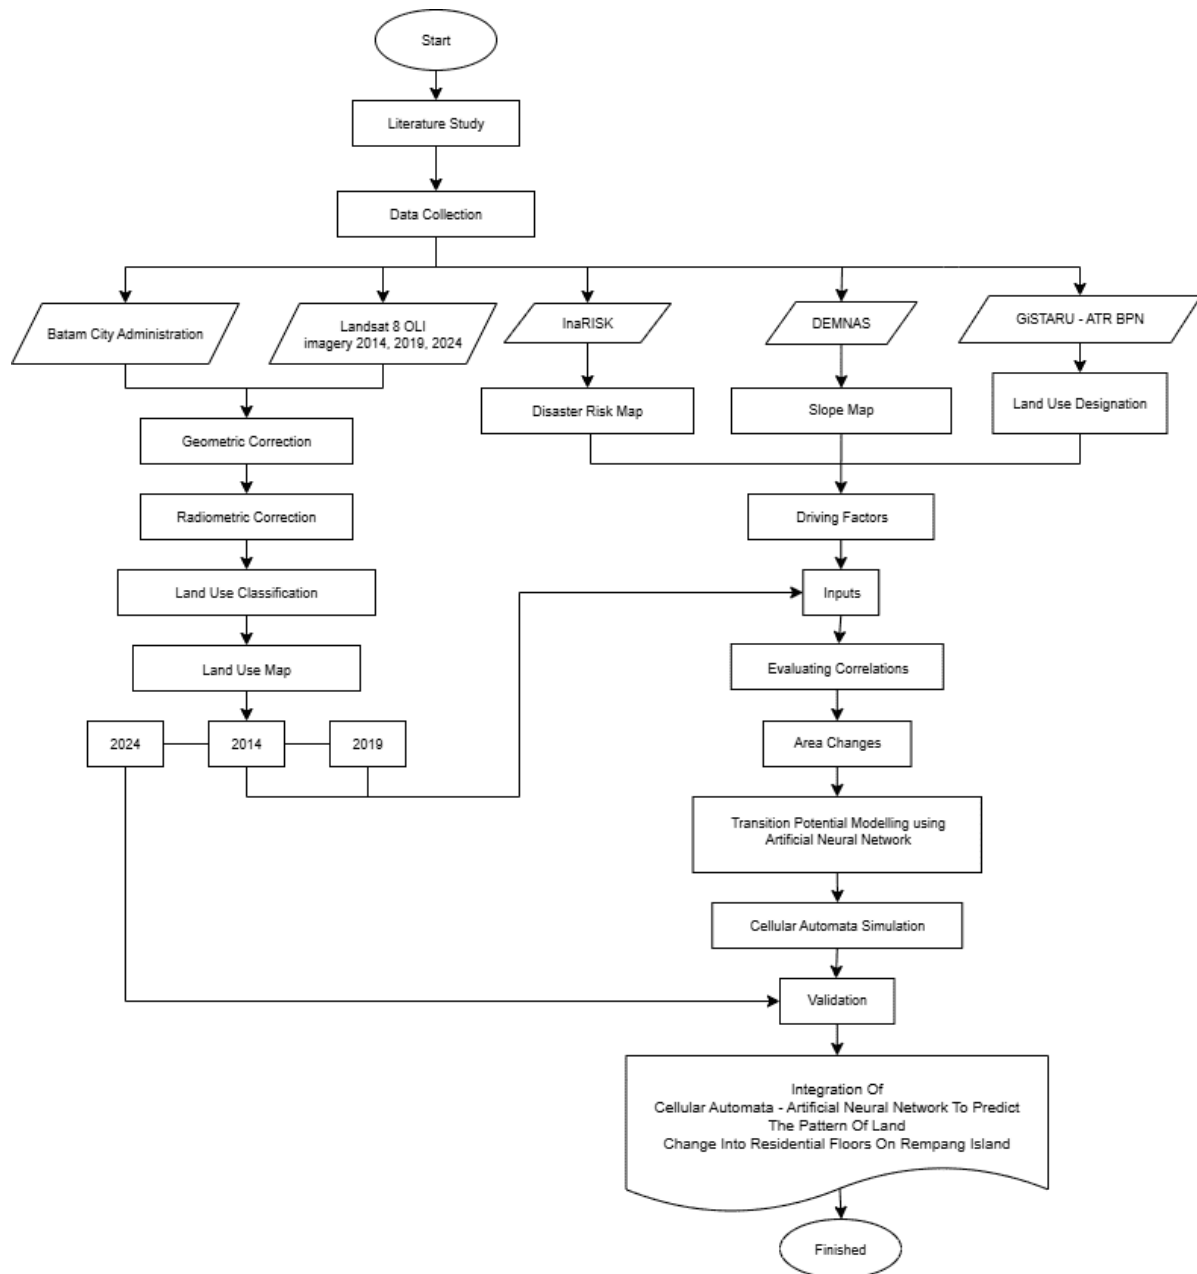 Start
Literature Study
Data Collection
Batam City Administration
Landsat 8 OLI
imagery 2014, 2019, 2024
InaRISK
DEMNAS
GiSTARU - ATR BPN
Disaster Risk Map
Slope Map
Land Use Designation
Geometric Correction
Radiometric Correction
Driving Factors
Land Use Classification
Inputs
Land Use Map
Evaluating Correlations
2024
2014
2019
Area Changes
Transition Potential Modelling using
Artificial Neural Network
Cellular Automata Simulation
Validation
Integration Of
Cellular Automata - Artificial Neural Network To Predict
The Pattern Of Land
Change Into Residential Floors On Rempang Island
Finished